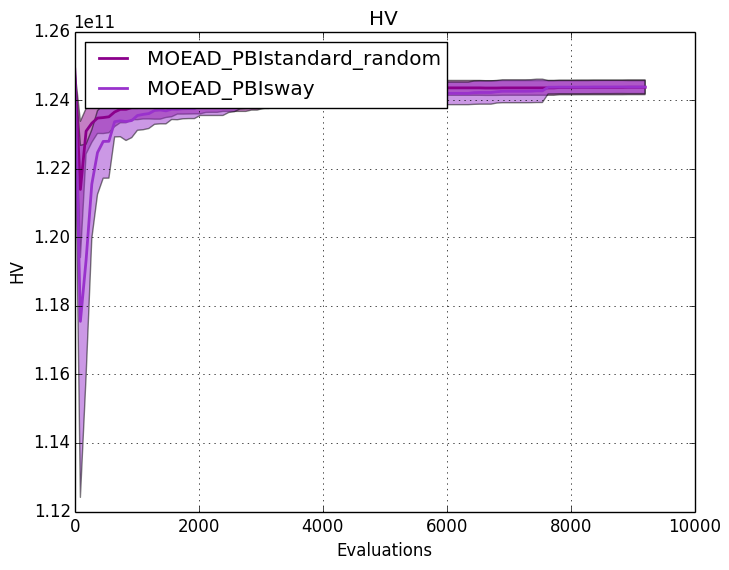 HV
1e11
1.26
1.24
1.22
1.20
1.18
1.16
1.14
1.12
HV
MOEAD_PBIstandard_random
MOEAD_PBIsway
0 2000 4000 6000 8000 10000
Evaluations